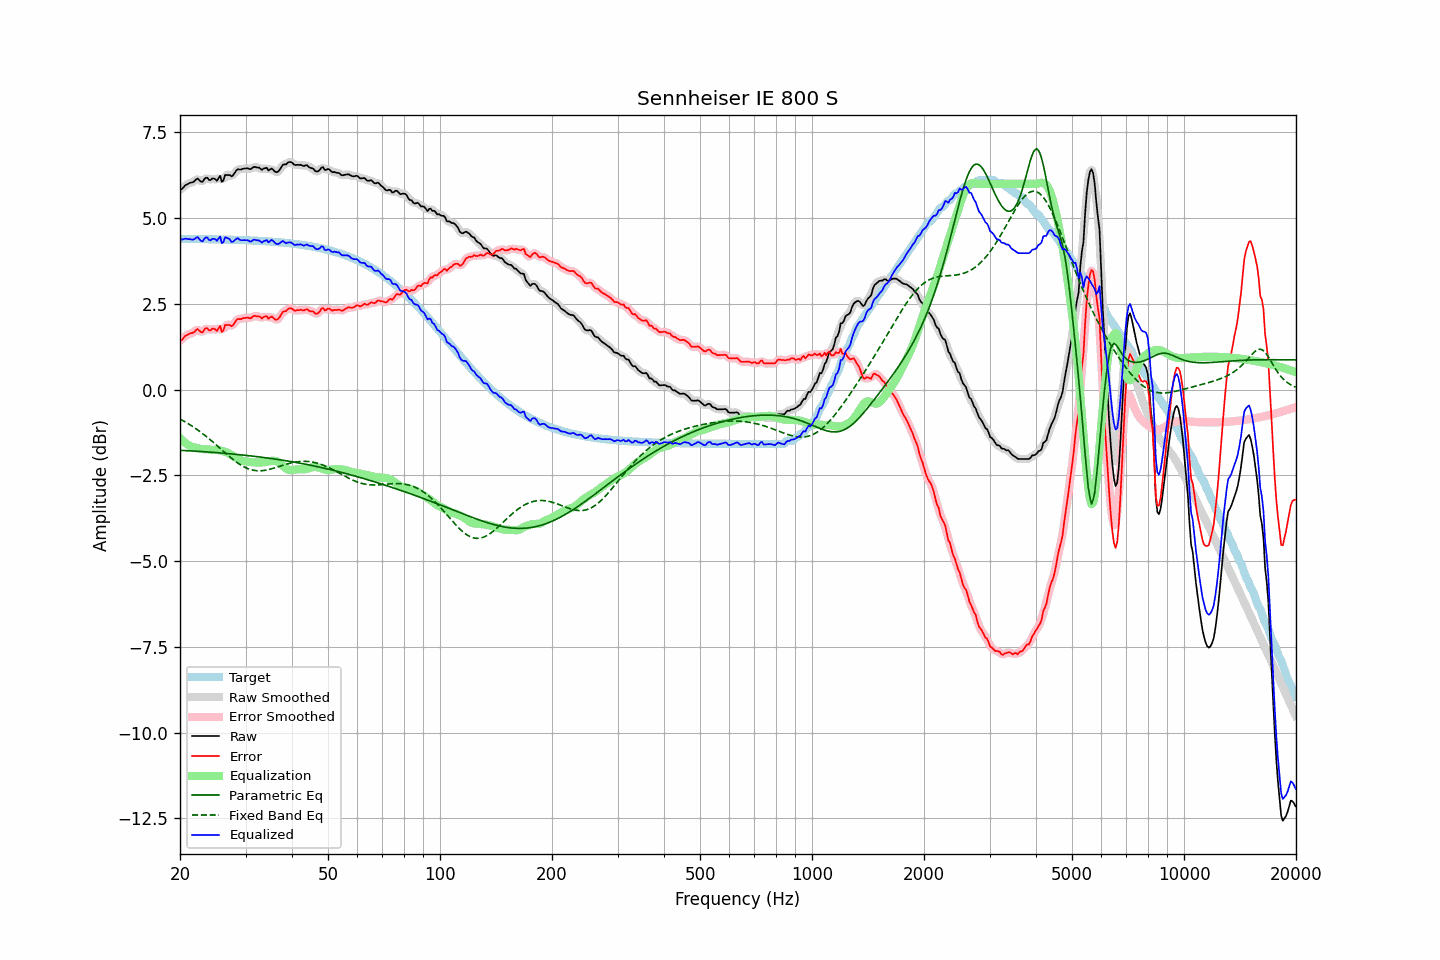 Sennheiser IE 800 S
7.5
5.0
2.5
0.0
−2.5
−5.0
−7.5
−10.0
−12.5
Amplitude (dBr)
Target
Raw Smoothed
Error Smoothed
Raw
Error
Equalization
Parametric Eq
Fixed Band Eq
Equalized
20 50 100 200 500 1000 2000 5000 10000 20000
Frequency (Hz)